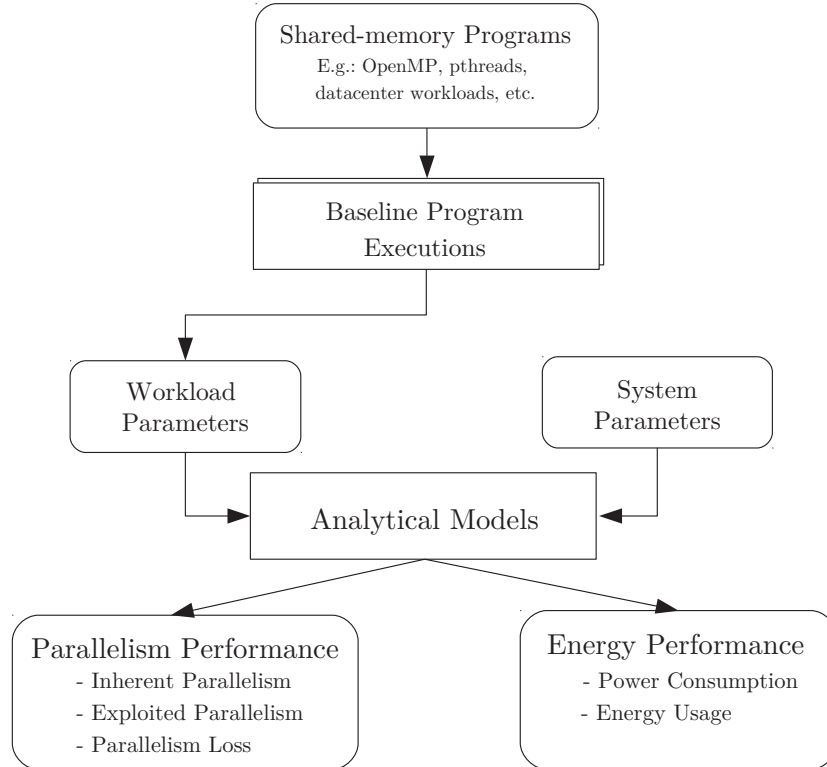 Shared-memory Programs
E.g.: OpenMP, pthreads,
datacenter workloads, etc.
Baseline Program
Executions
Workload
Parameters
System
Parameters
Analytical Models
Parallelism Performance
- Inherent Parallelism
- Exploited Parallelism
- Parallelism Loss
Energy Performance
- Power Consumption
- Energy Usage